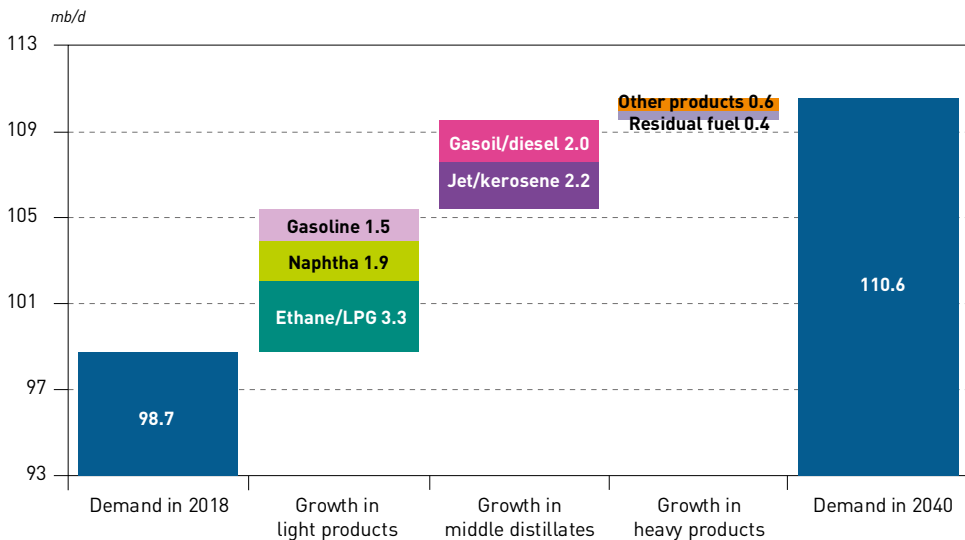 mb/d
113
109
105
101
97
93
98.7
Gasoline 1.5
Naphtha 1.9
Ethane/LPG 3.3
Gasoil/diesel 2.0
Jet/kerosene 2.2
Other products 0.6
Residual fuel 0.4
110.6
Demand in 2018
Growth in
light products
Growth in
middle distillates
Growth in
heavy products
Demand in 2040